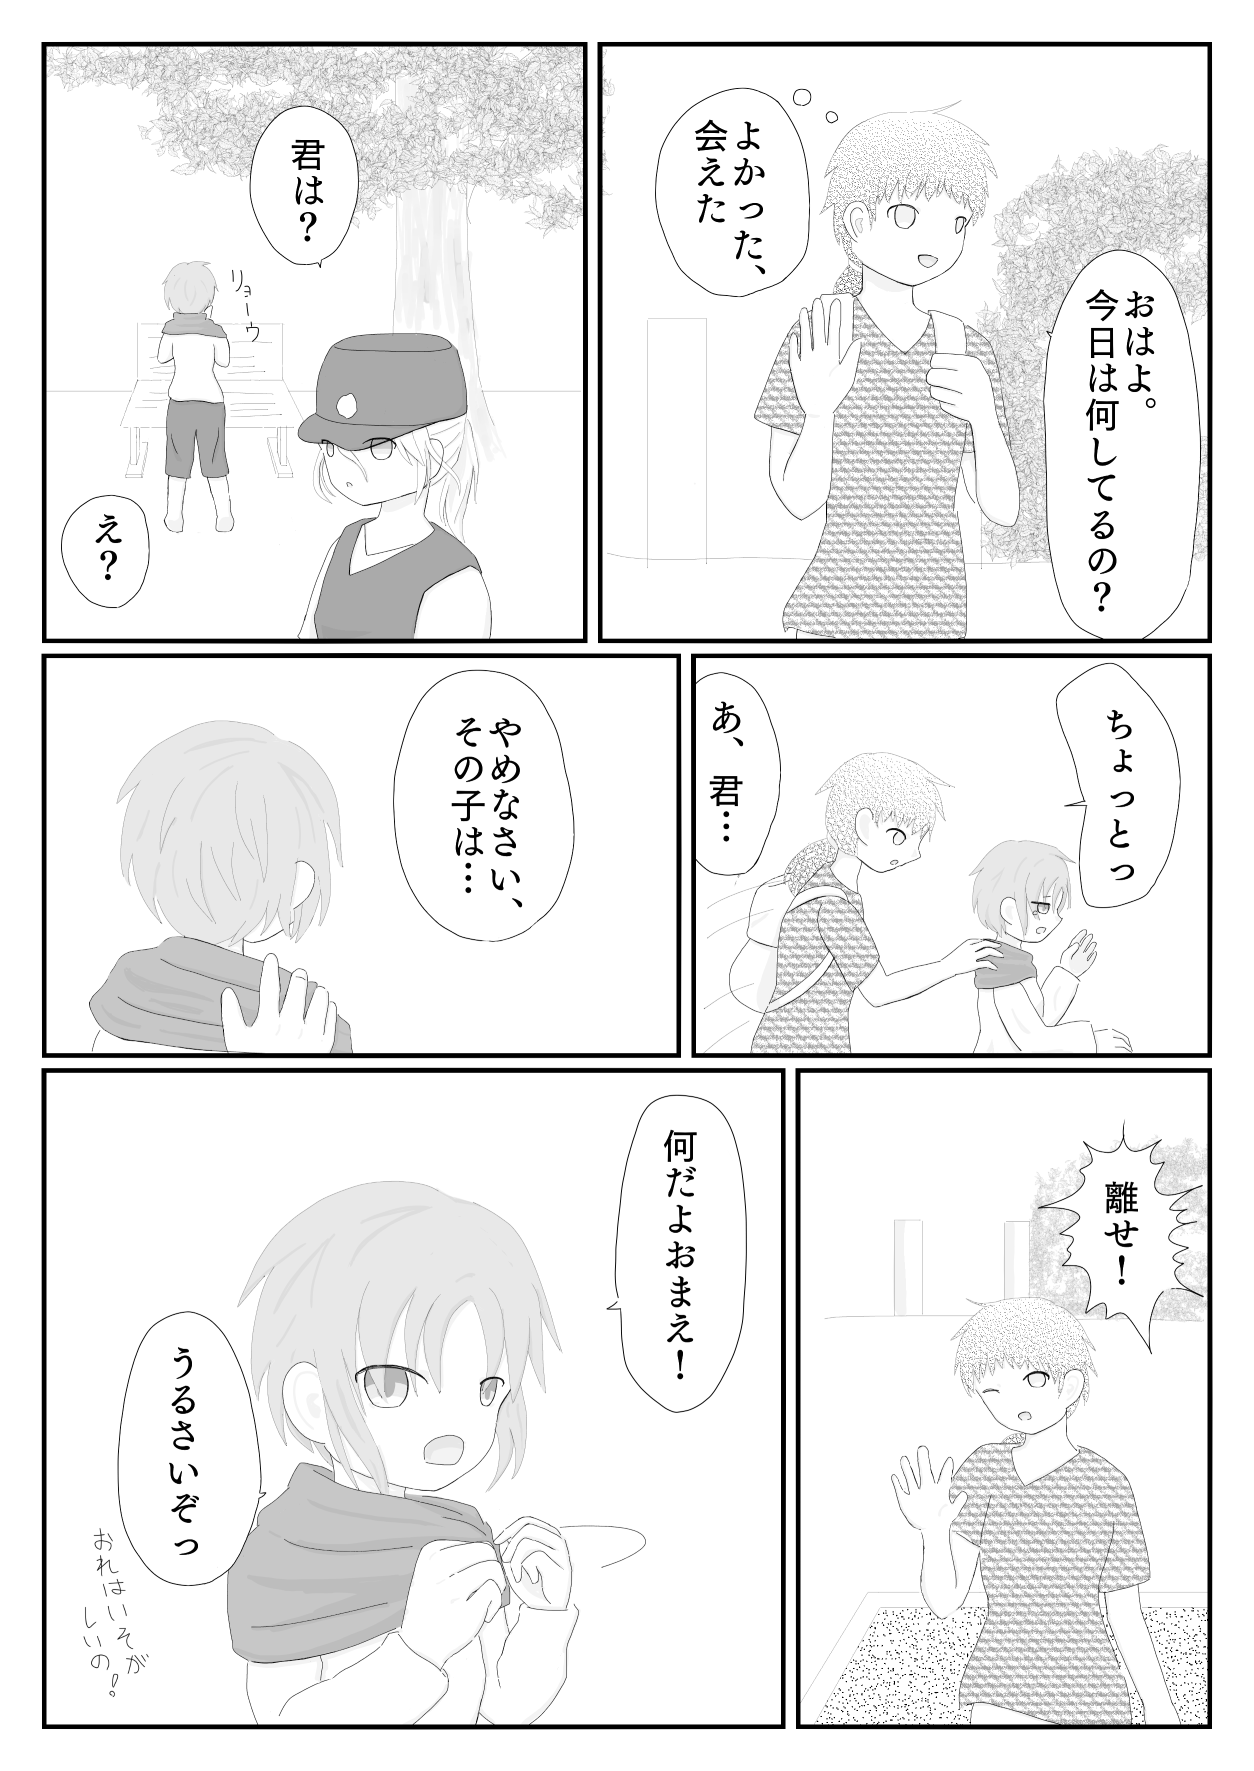 よかった、
会えた
おはよ。
今日は何してるの？
君は？
リョーウ
え？
ちょっとっ
あ、君…
やめなさい、
その子は…
離せ！
何だよおまえ！
うるさいぞっ
おれはいそが
しいの！